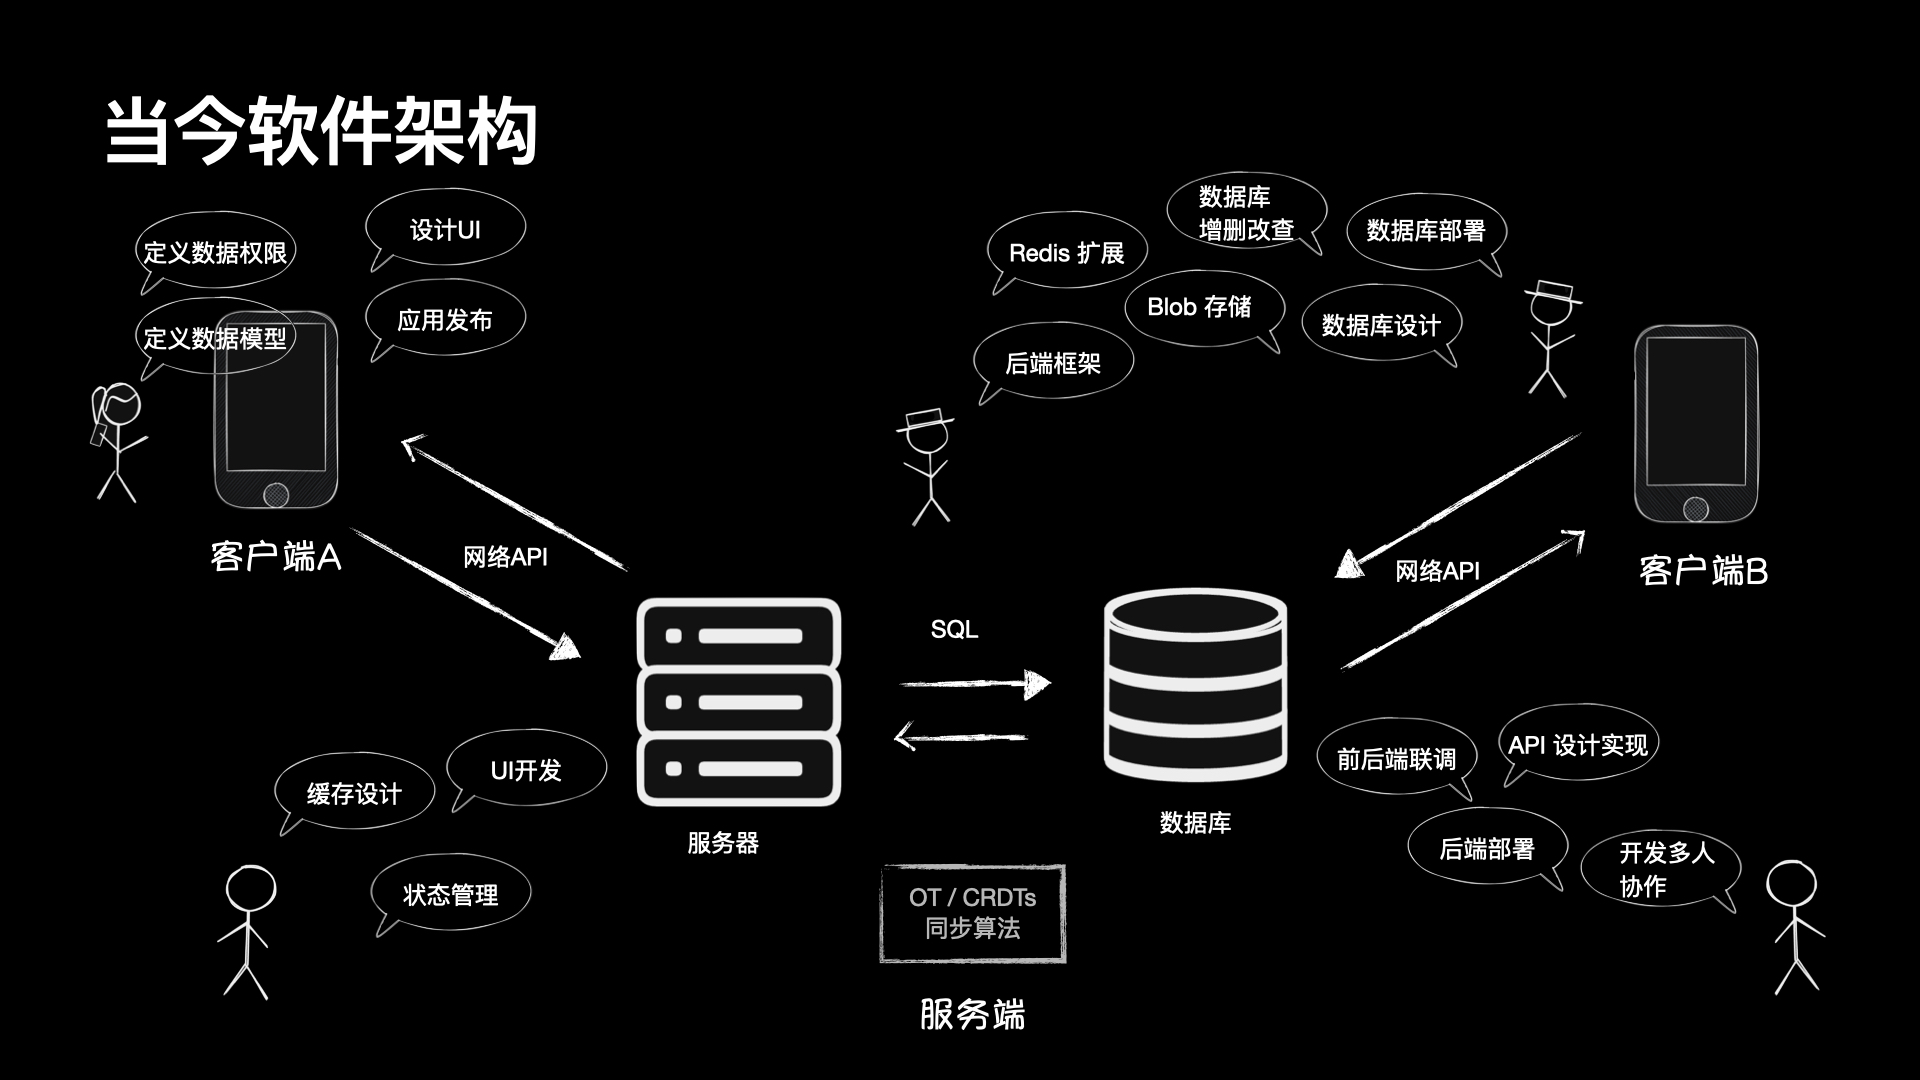 当今软件架构
定义数据权限
设计UI
定义数据模型
应用发布
Redis 扩展
数据库
增删改查
数据库部署
Blob 存储
数据库设计
后端框架
客户端A
网络API
网络API
客户端B
SQL
服务器
数据库
缓存设计
UI开发
状态管理
前后端联调
API 设计实现
后端部署
开发多人
协作
OT / CRDTs
同步算法
服务端